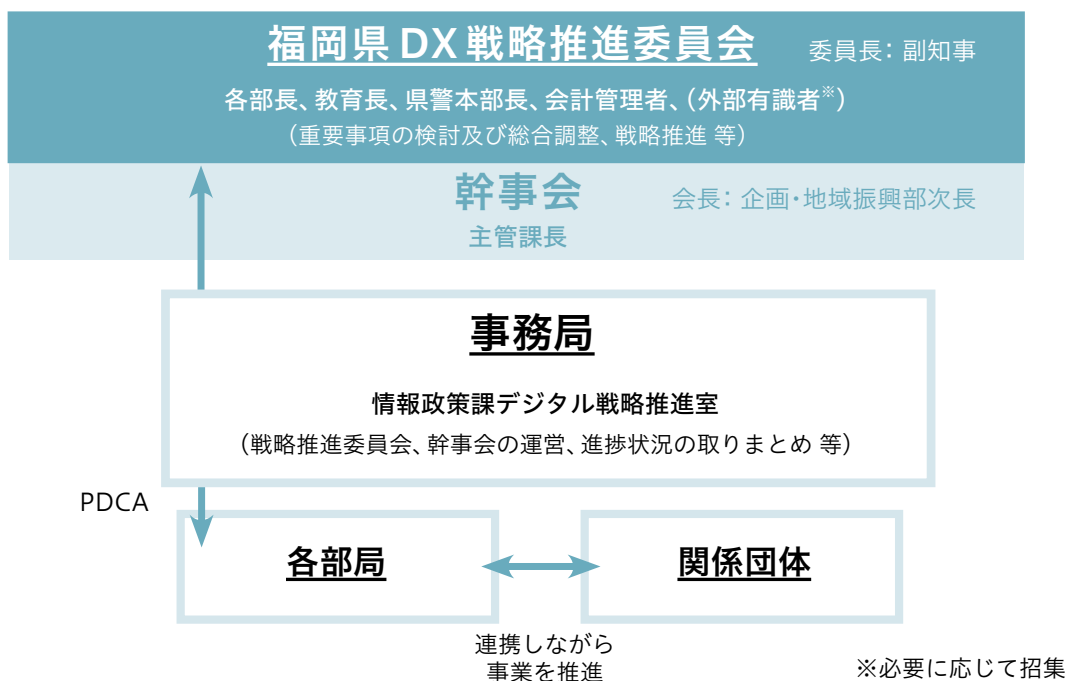 福岡県 DX 戦略推進委員会 委員長：副知事
各部長、教育長、県警本部長、会計管理者、（外部有識者※）
（重要事項の検討及び総合調整、戦略推進 等）
幹事会 会長：企画・地域振興部次長
主管課長
事務局
情報政策課デジタル戦略推進室
（戦略推進委員会、幹事会の運営、進捗状況の取りまとめ 等）
PDCA
各部局
関係団体
連携しながら
事業を推進
※必要に応じて招集